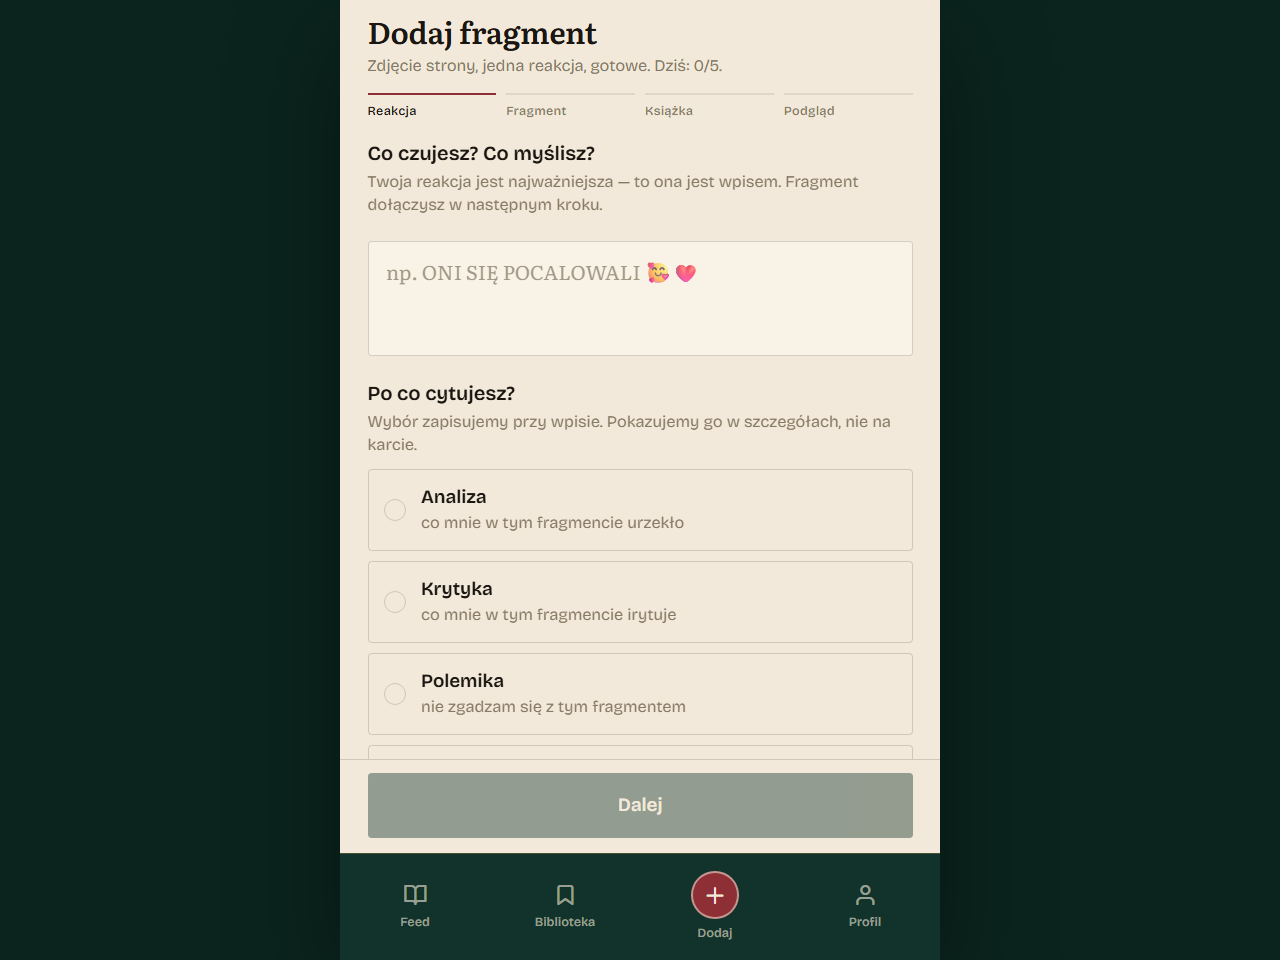 Dodaj fragment
Zdjęcie strony, jedna reakcja, gotowe. Dziś: 0/5.
Reakcja
Fragment
Książka
Podgląd
Co czujesz? Co myślisz?
Twoja reakcja jest najważniejsza — to ona jest wpisem. Fragment
dołączysz w następnym kroku.
np. ONI SIĘ POCALOWALI 🥰 💗
Po co cytujesz?
Wybór zapisujemy przy wpisie. Pokazujemy go w szczegółach, nie na
karcie.
Analiza
co mnie w tym fragmencie urzekło
Krytyka
co mnie w tym fragmencie irytuje
Polemika
nie zgadzam się z tym fragmentem
Dalej
Feed
Biblioteka
Dodaj
Profil